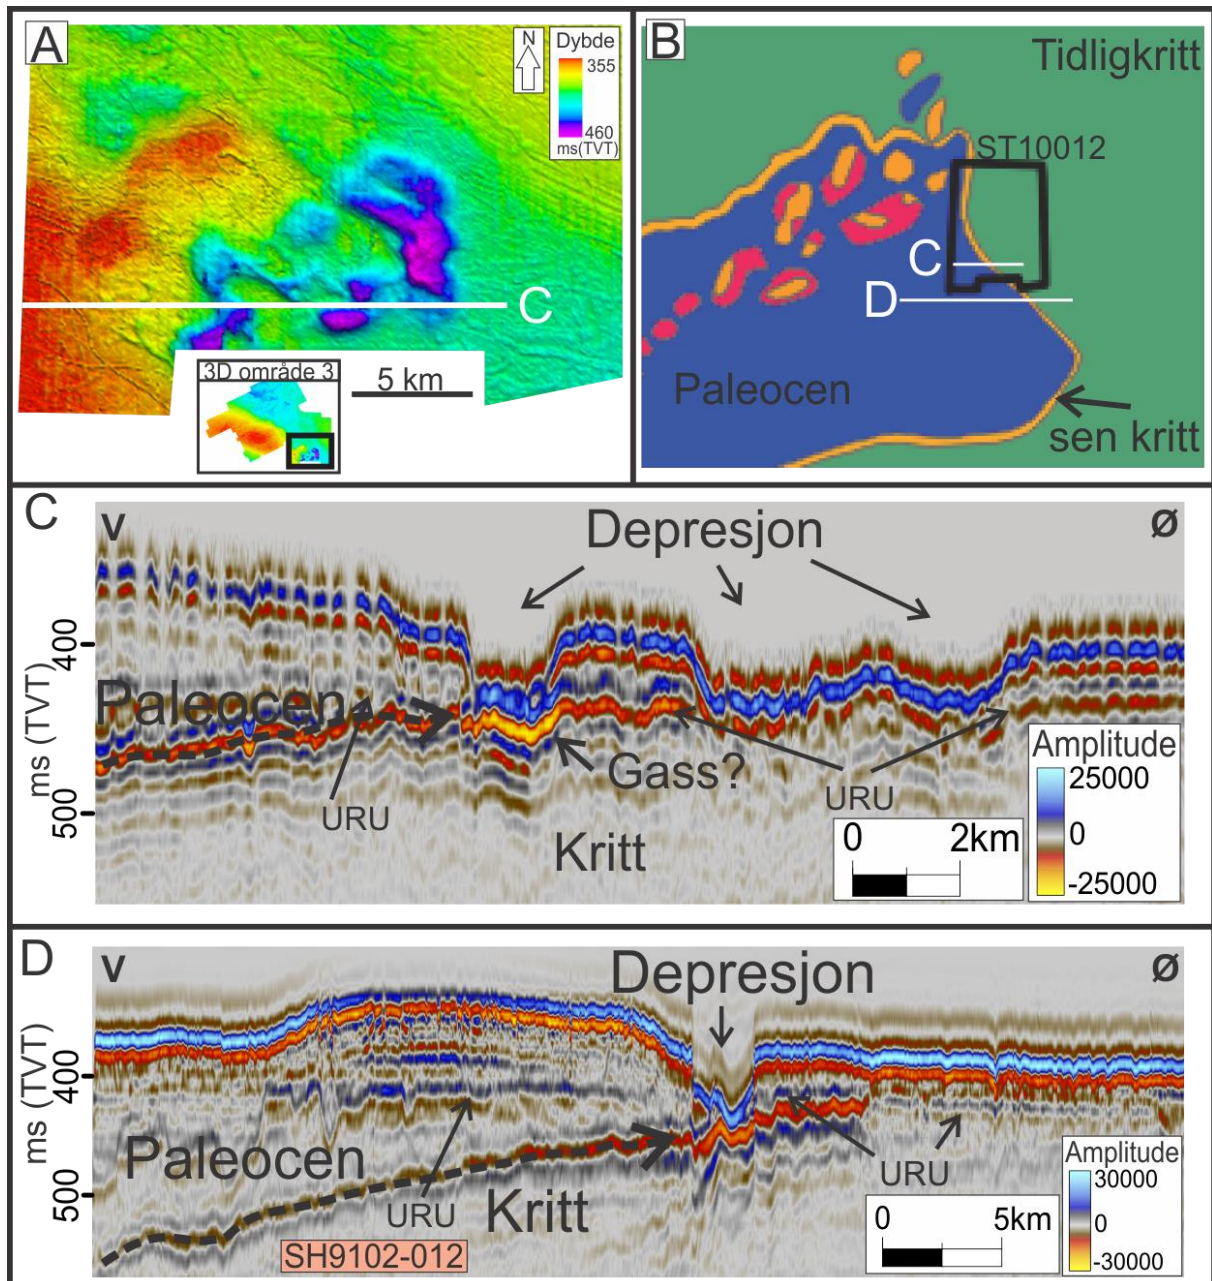 A
N
Dybde
355
460
ms(TVT)
C
3D område 3
5 km
B
Tidligkritt
ST10012
C
D
Paleocen
sen kritt
C
V
Depresjon
Ø
400
Paleocen
ms (TVT)
URU
Gass?
URU
500
Kritt
0 2km
Amplitude
25000
0
-25000
D
V
Depresjon
Ø
400
ms (TVT)
Paleocen
500
URU
Kritt
URU
SH9102-012
0 5km
Amplitude
30000
0
-30000